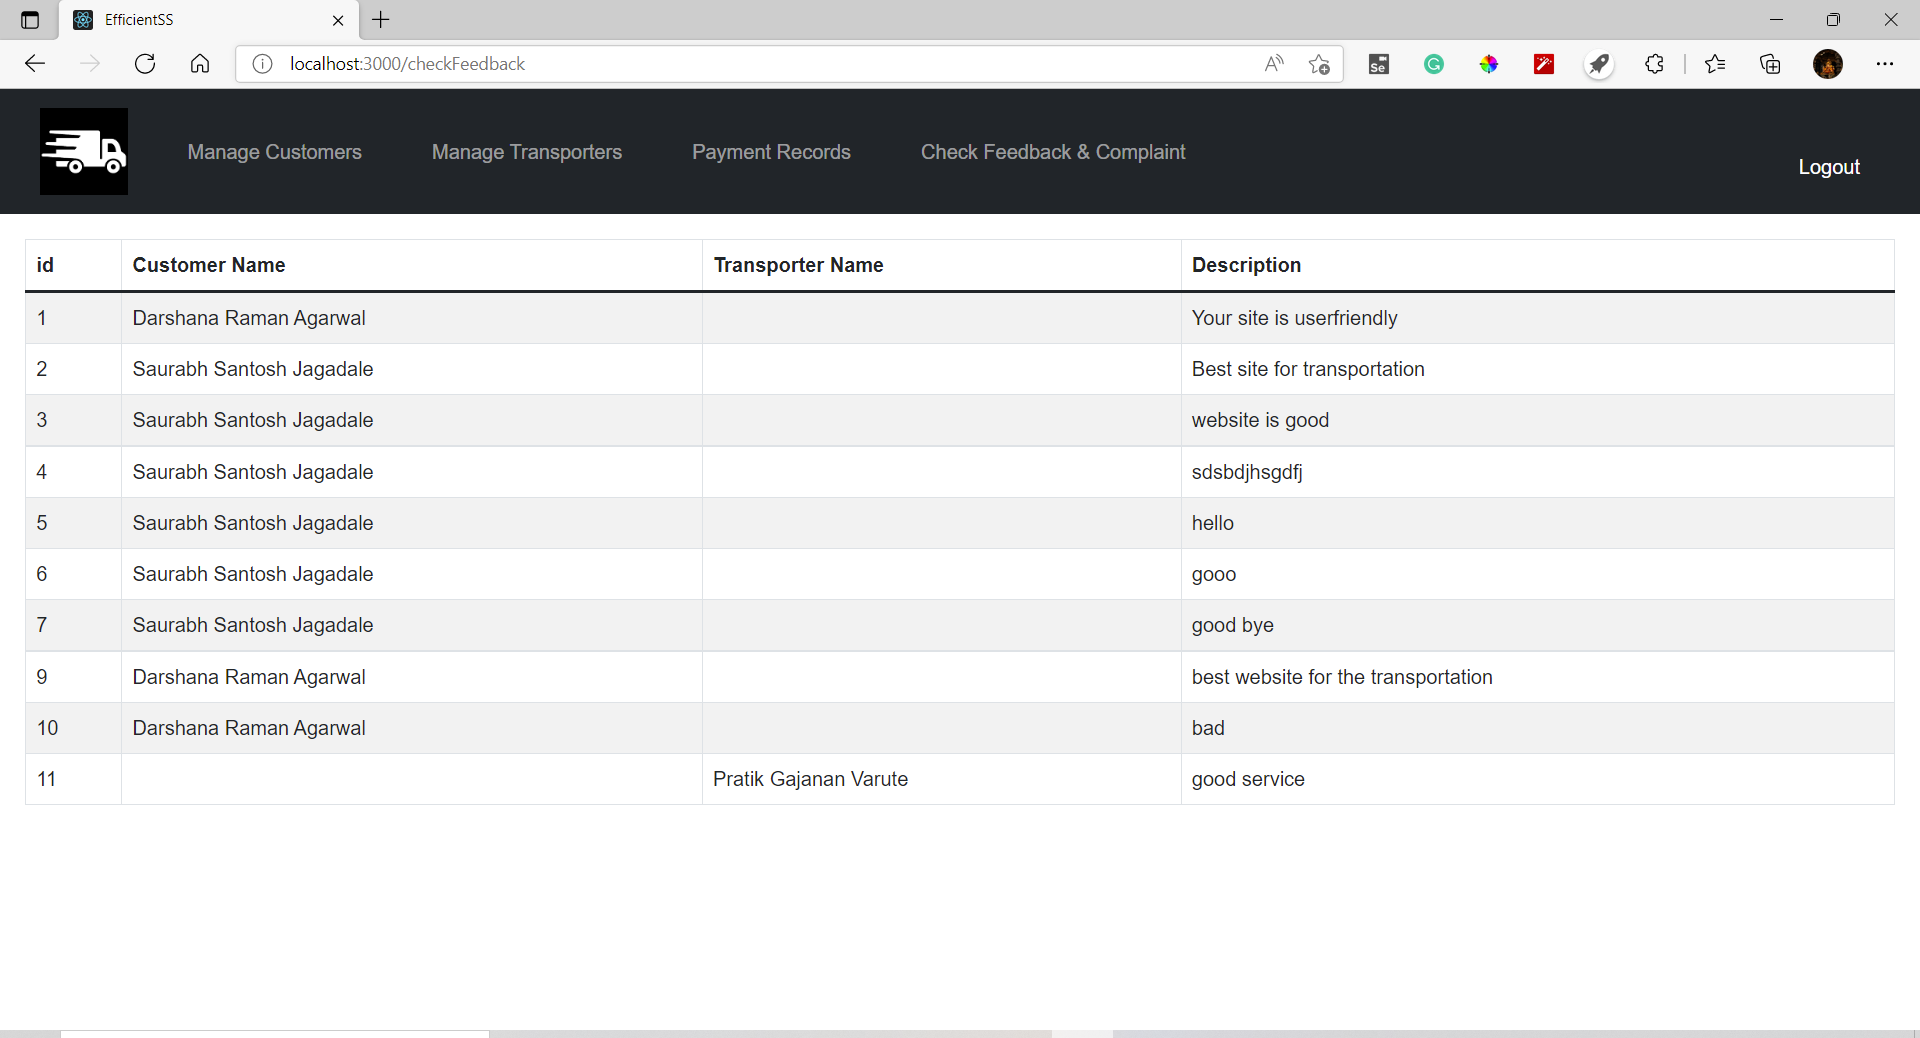 EfficientSS
localhost:3000/checkFeedback
Manage Customers Manage Transporters Payment Records Check Feedback & Complaint
Logout
id Customer Name Transporter Name Description
1 Darshana Raman Agarwal Your site is userfriendly
2 Saurabh Santosh Jagadale Best site for transportation
3 Saurabh Santosh Jagadale website is good
4 Saurabh Santosh Jagadale sdsbdjhsgdfj
5 Saurabh Santosh Jagadale hello
6 Saurabh Santosh Jagadale gooo
7 Saurabh Santosh Jagadale good bye
9 Darshana Raman Agarwal best website for the transportation
10 Darshana Raman Agarwal bad
11 Pratik Gajanan Varute good service